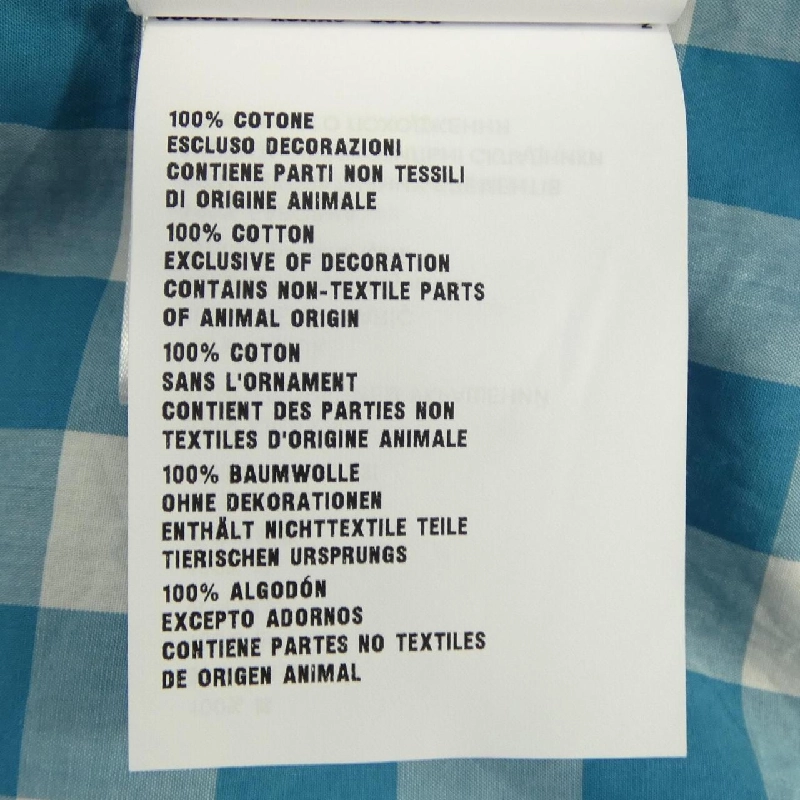 100% COTONE
ESCLUSO DECORAZIONI
CONTIENE PARTI NON TESSILI
DI ORIGINE ANIMALE
100% COTTON
EXCLUSIVE OF DECORATION
CONTAINS NON-TEXTILE PARTS
OF ANIMAL ORIGIN
100% COTON
SANS L'ORNAMENT
CONTIENT DES PARTIES NON
TEXTILES D'ORIGINE ANIMALE
100% BAUMWOLLE
OHNE DEKORATIONEN
ENTHÄLT NICHTTEXTILE TEILE
TIERISCHEN URSPRUNGS
100% ALGODÓN
EXCEPTO ADORNOS
CONTIENE PARTES NO TEXTILES
DE ORIGEN ANIMAL